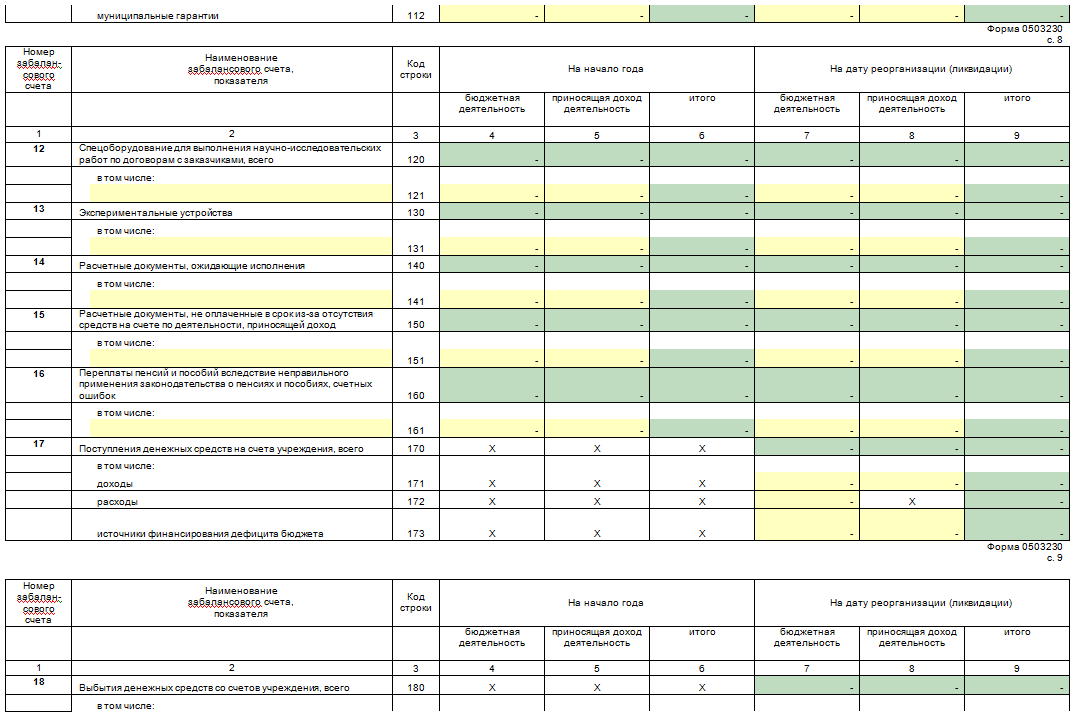 муниципальные гарантии 112 - - - - - -
Форма 0503230
с. 8
Номер забалан-сового счета Наименование забалансового счета, показателя Код строки На начало года На дату реорганизации (ликвидации)
бюджетная деятельность приносящая доход деятельность итого бюджетная деятельность приносящая доход деятельность итого
1 2 3 4 5 6 7 8 9
12 Спецоборудование для выполнения научно-исследовательских
работ по договорам с заказчиками, всего 120 - - - - - -
в том числе:
121 - - - - - -
13 Экспериментальные устройства 130 - - - - - -
в том числе:
131 - - - - - -
14 Расчетные документы, ожидающие исполнения 140 - - - - - -
в том числе:
141 - - - - - -
15 Расчетные документы, не оплаченные в срок из-за отсутствия
средств на счете по деятельности, приносящей доход 150 - - - - - -
в том числе:
151 - - - - - -
16 Переплаты пенсий и пособий вследствие неправильного
применения законодательства о пенсиях и пособиях, счетных
ошибок 160 - - - - - -
в том числе:
161 - - - - - -
17 Поступления денежных средств на счета учреждения, всего 170 Х Х Х - - -
в том числе:
доходы 171 Х Х Х - - -
расходы 172 Х Х Х - Х -
источники финансирования дефицита бюджета 173 Х Х Х - - -
Форма 0503230
с. 9
Номер забалан-сового счета Наименование забалансового счета, показателя Код строки На начало года На дату реорганизации (ликвидации)
бюджетная деятельность приносящая доход деятельность итого бюджетная деятельность приносящая доход деятельность итого
1 2 3 4 5 6 7 8 9
18 Выбытия денежных средств со счетов учреждения, всего 180 Х Х Х - - -
в том числе: